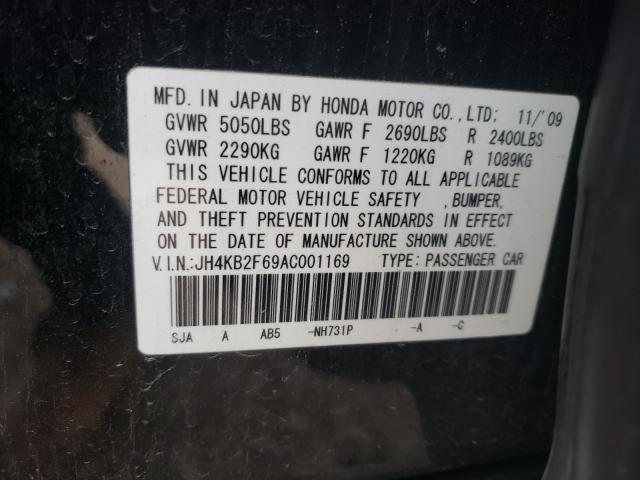 MFD. IN JAPAN BY HONDA MOTOR CO., LTD; 11/'09
GVWR 5050LBS GAWR F 2690LBS R 2400LBS
GVWR 2290KG GAWR F 1220KG R 1089KG
THIS VEHICLE CONFORMS TO ALL APPLICABLE
FEDERAL MOTOR VEHICLE SAFETY , BUMPER,
AND THEFT PREVENTION STANDARDS IN EFFECT
ON THE DATE OF MANUFACTURE SHOWN ABOVE.
V.I.N.:JH4KB2F69AC001169 TYPE: PASSENGER CAR
SJA A AB5 -NH731P -A -C